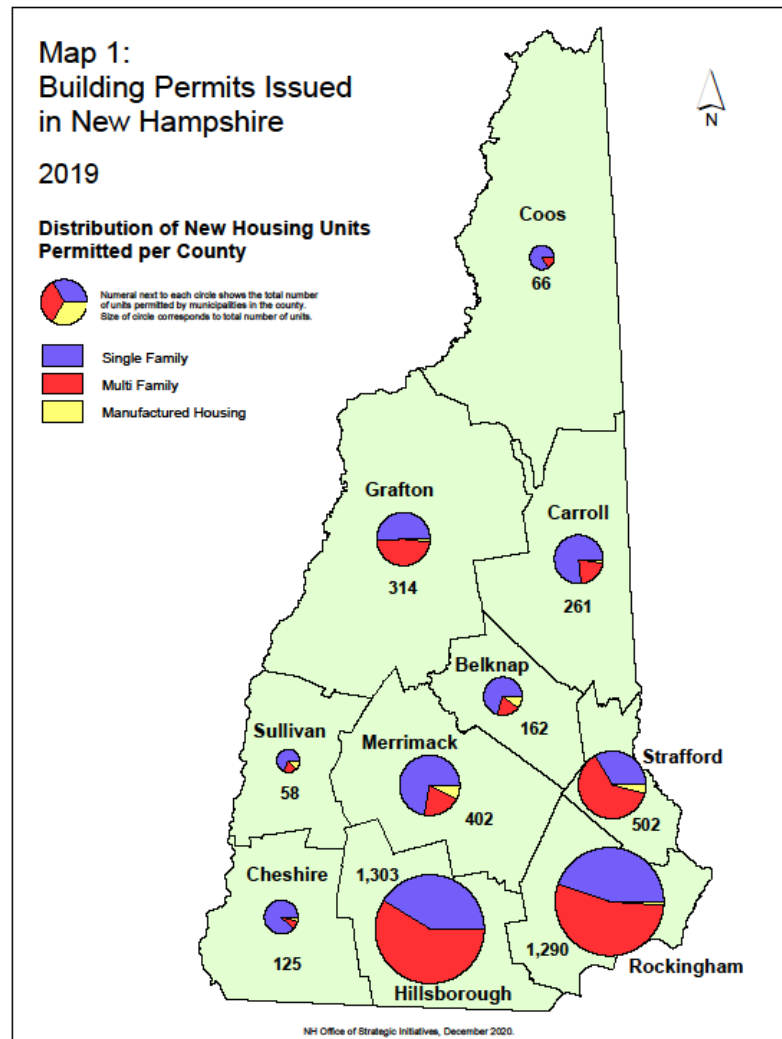 Map 1:
Building Permits Issued
in New Hampshire
2019
N
Distribution of New Housing Units
Permitted per County
Numeral next to each circle shows the total number
of units permitted by municipalities in the county.
Size of circle corresponds to total number of units.
Single Family
Multi Family
Manufactured Housing
Coos
66
Grafton
314
Carroll
261
Belknap
162
Sullivan
58
Merrimack
402
Strafford
502
Cheshire
125
1,303
Hillsborough
1,290
Rockingham
NH Office of Strategic Initiatives, December 2020.